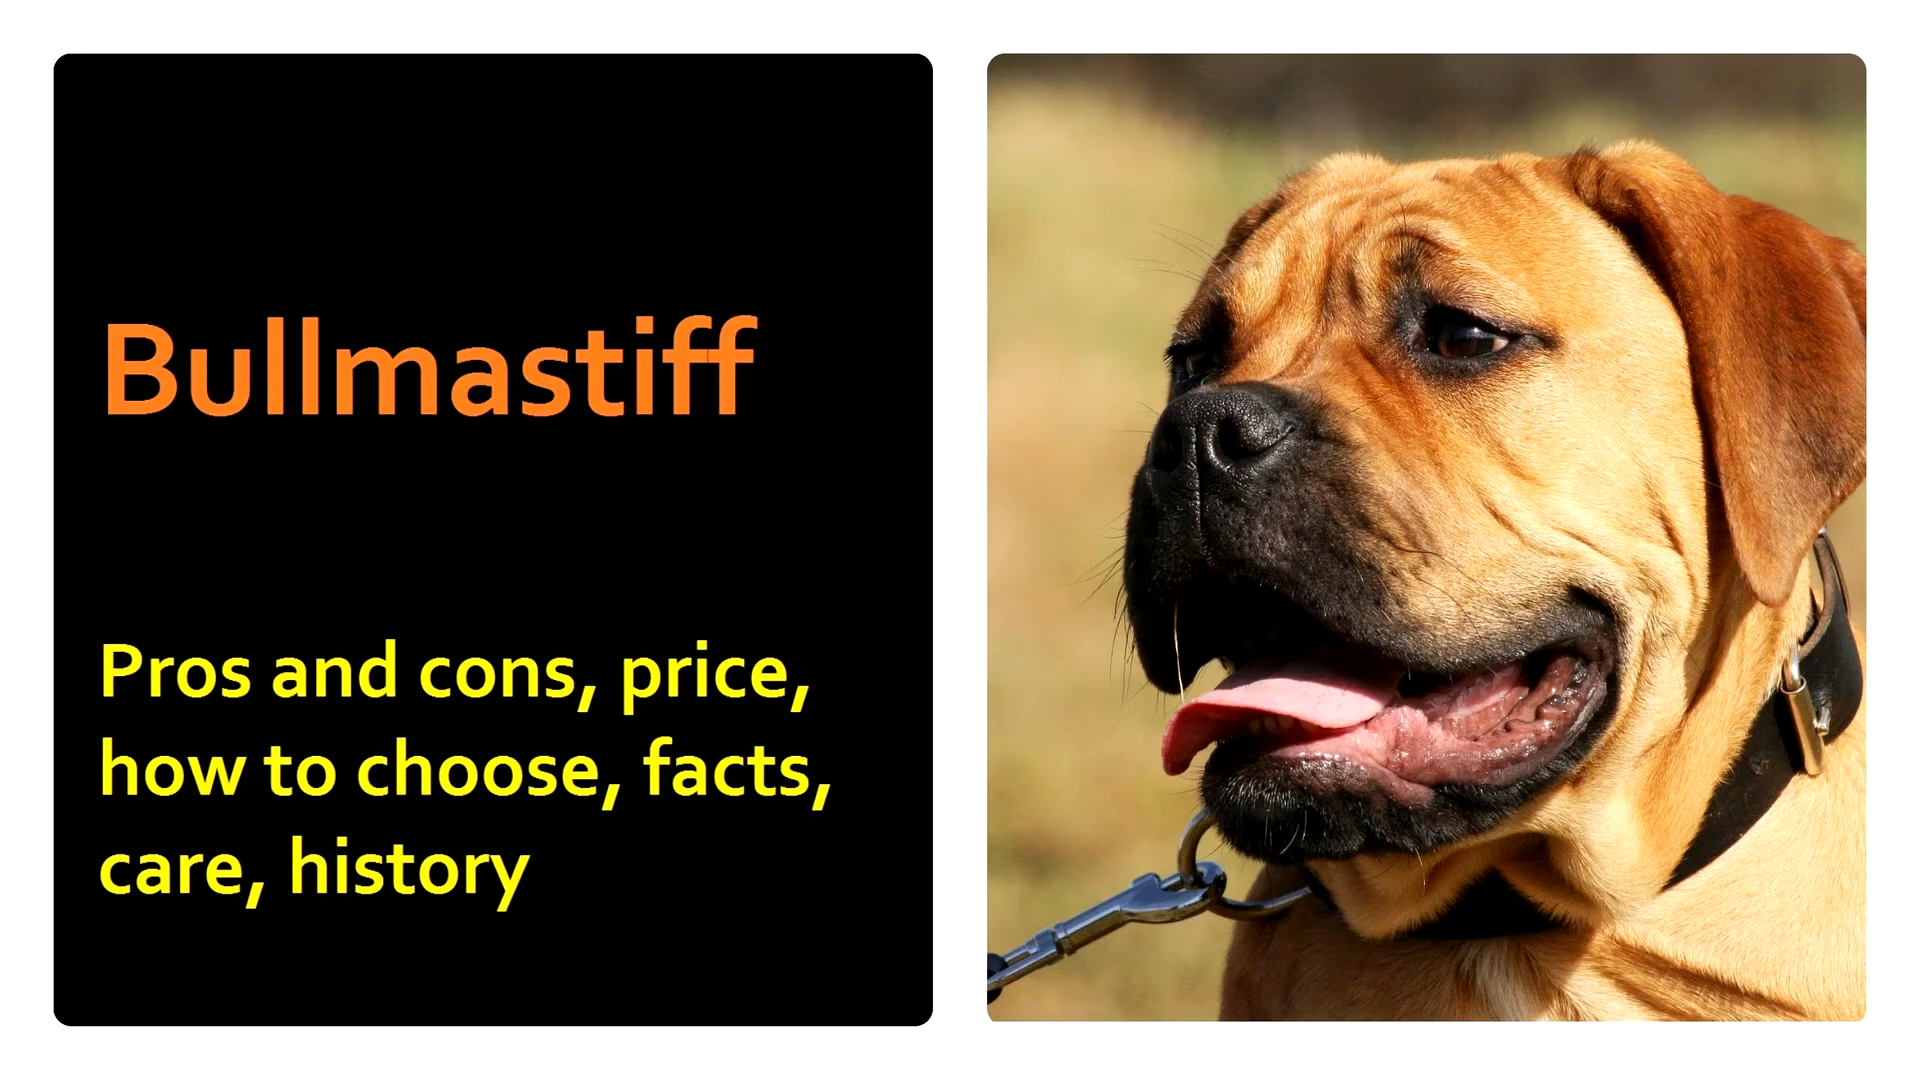 Bullmastiff
Pros and cons, price,
how to choose, facts,
care, history